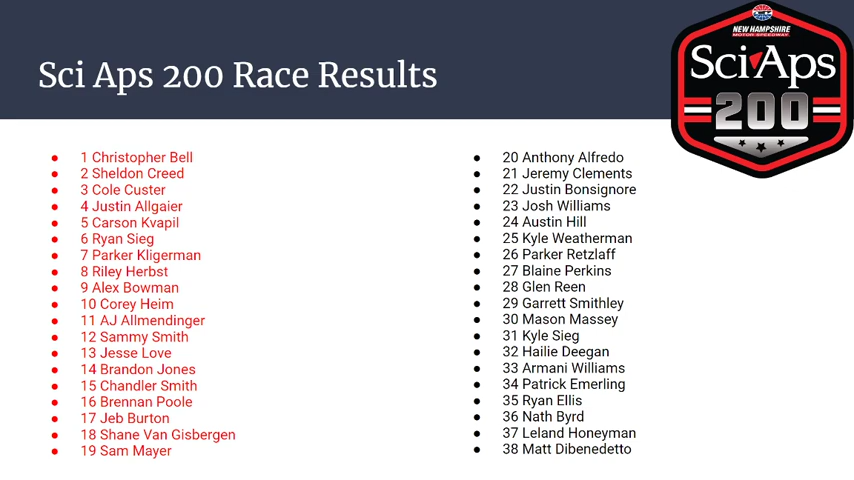 Sci Aps 200 Race Results
NEW HAMPSHIRE
MOTOR SPEEDWAY
SciAps
200
1 Christopher Bell
2 Sheldon Creed
3 Cole Custer
4 Justin Allgaier
5 Carson Kvapil
6 Ryan Sieg
7 Parker Kligerman
8 Riley Herbst
9 Alex Bowman
10 Corey Heim
11 AJ Allmendinger
12 Sammy Smith
13 Jesse Love
14 Brandon Jones
15 Chandler Smith
16 Brennan Poole
17 Jeb Burton
18 Shane Van Gisbergen
19 Sam Mayer
20 Anthony Alfredo
21 Jeremy Clements
22 Justin Bonsignore
23 Josh Williams
24 Austin Hill
25 Kyle Weatherman
26 Parker Retzlaff
27 Blaine Perkins
28 Glen Reen
29 Garrett Smithley
30 Mason Massey
31 Kyle Sieg
32 Hailie Deegan
33 Armani Williams
34 Patrick Emerling
35 Ryan Ellis
36 Nath Byrd
37 Leland Honeyman
38 Matt Dibenedetto